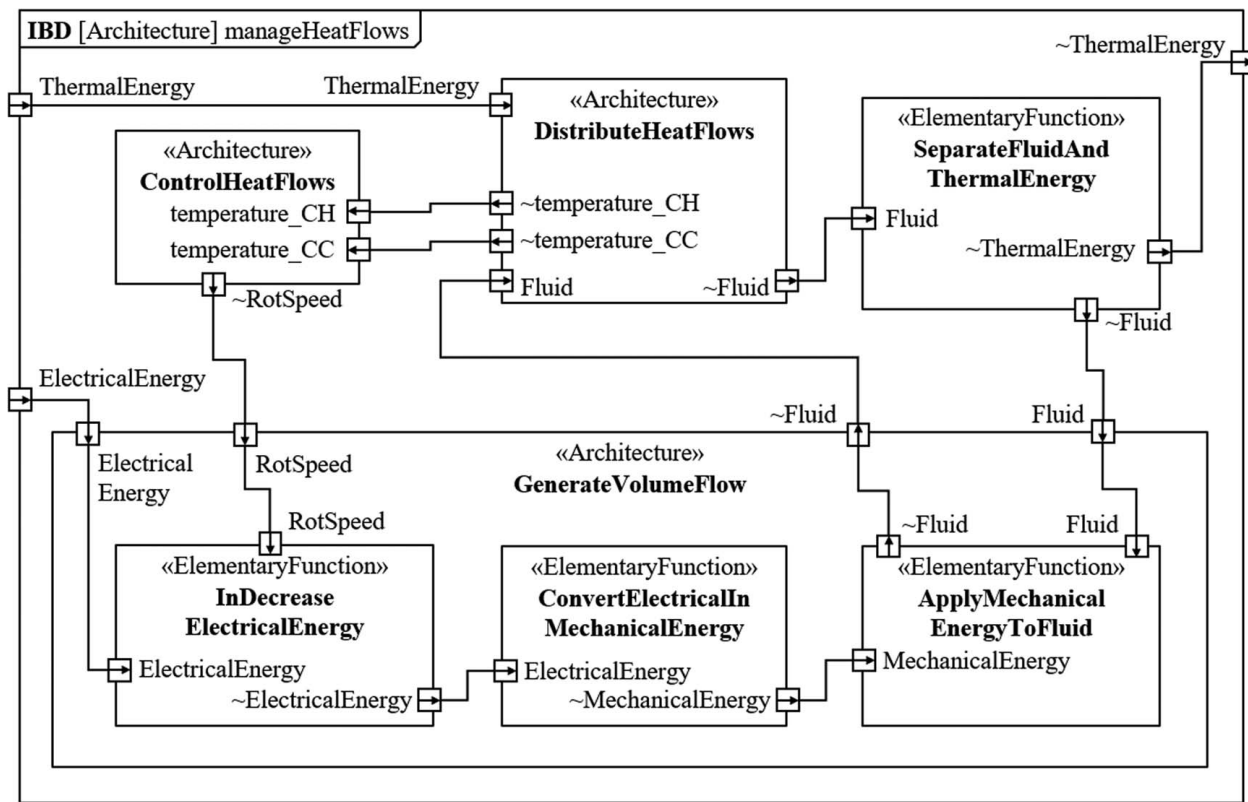 IBD [Architecture] manageHeatFlows
~ThermalEnergy
ThermalEnergy
ThermalEnergy
«Architecture»
DistributeHeatFlows
~temperature_CH
~temperature_CC
Fluid
~Fluid
«Architecture»
ControlHeatFlows
temperature_CH
temperature_CC
~RotSpeed
«ElementaryFunction»
SeparateFluidAnd
ThermalEnergy
Fluid
~ThermalEnergy
~Fluid
ElectricalEnergy
~Fluid
Fluid
Electrical
Energy
RotSpeed
«Architecture»
GenerateVolumeFlow
RotSpeed
~Fluid
Fluid
«ElementaryFunction»
InDecrease
ElectricalEnergy
ElectricalEnergy
~ElectricalEnergy
«ElementaryFunction»
ConvertElectricalIn
MechanicalEnergy
ElectricalEnergy
~MechanicalEnergy
«ElementaryFunction»
ApplyMechanical
EnergyToFluid
MechanicalEnergy